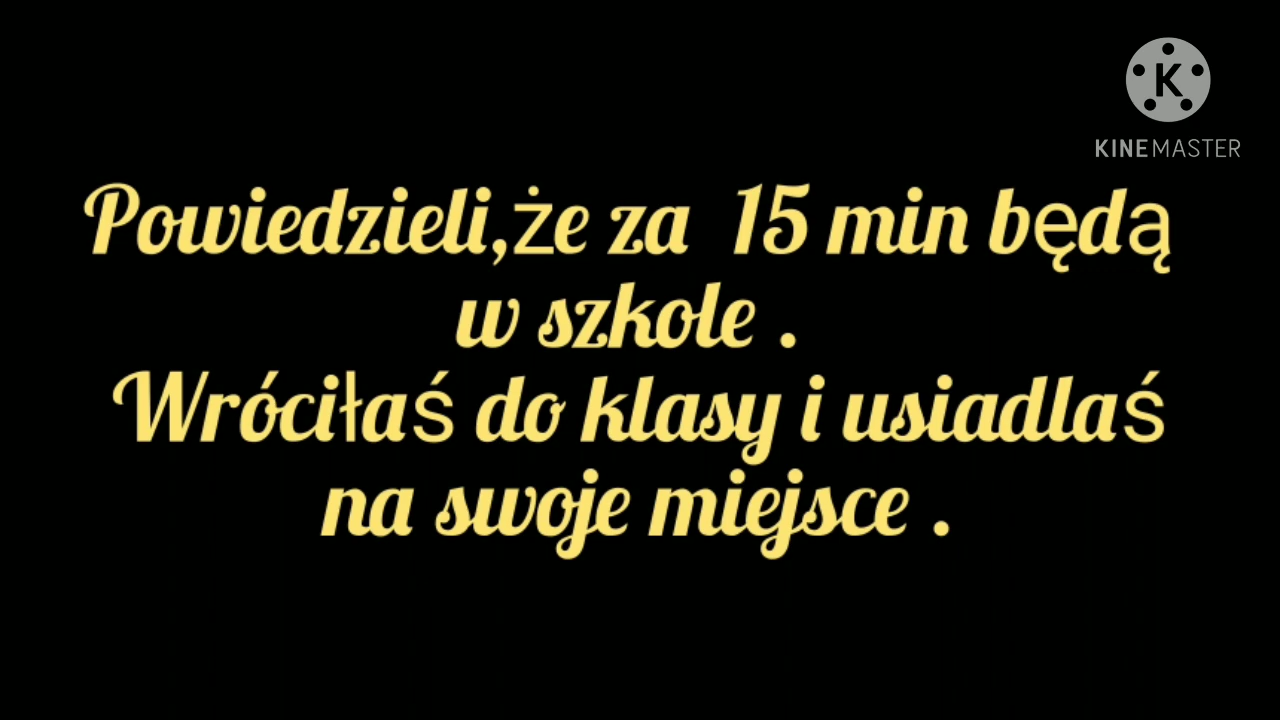 KINEMASTER
Powiedzieli,że za 15 min będą
w szkole .
Wróciłaś do klasy i usiadlaś
na swoje miejsce .